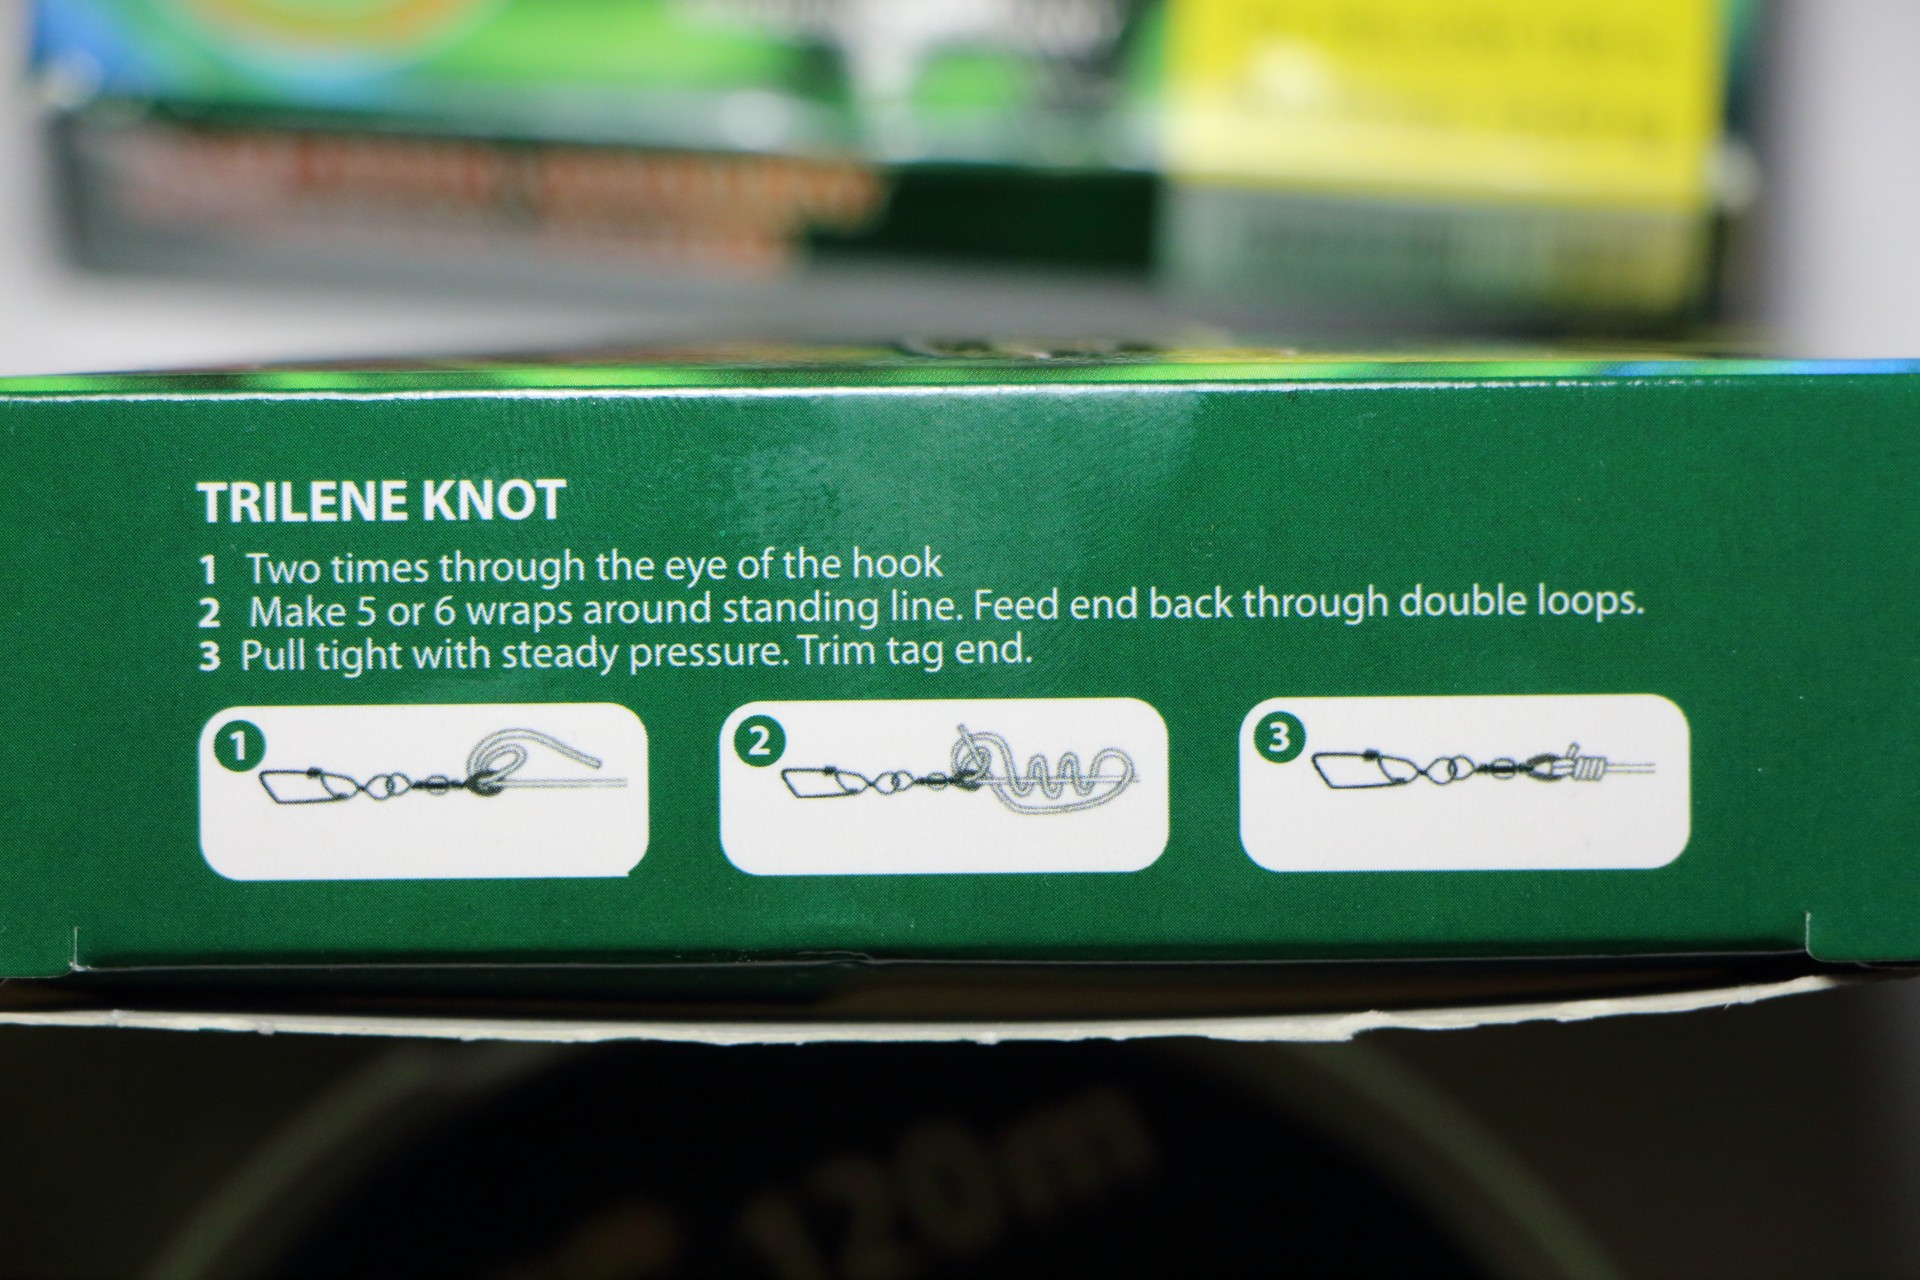 TRILENE KNOT
1 Two times through the eye of the hook
2 Make 5 or 6 wraps around standing line. Feed end back through double loops.
3 Pull tight with steady pressure. Trim tag end.
1
2
3
120m